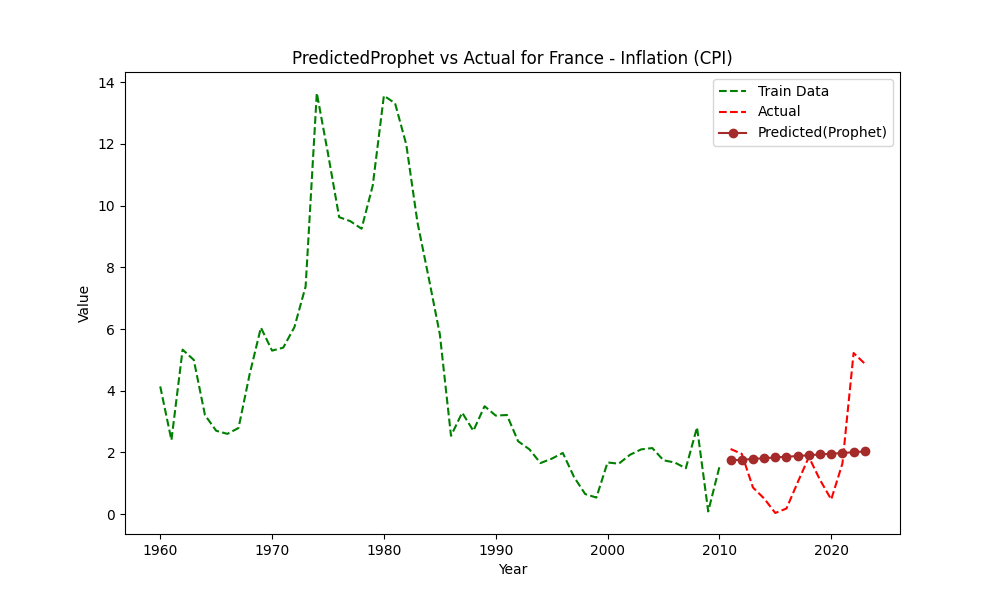 PredictedProphet vs Actual for France - Inflation (CPI)
Train Data
Actual
Predicted(Prophet)
14
12
10
8
6
4
2
0
Value
1960
1970
1980
1990
2000
2010
2020
Year